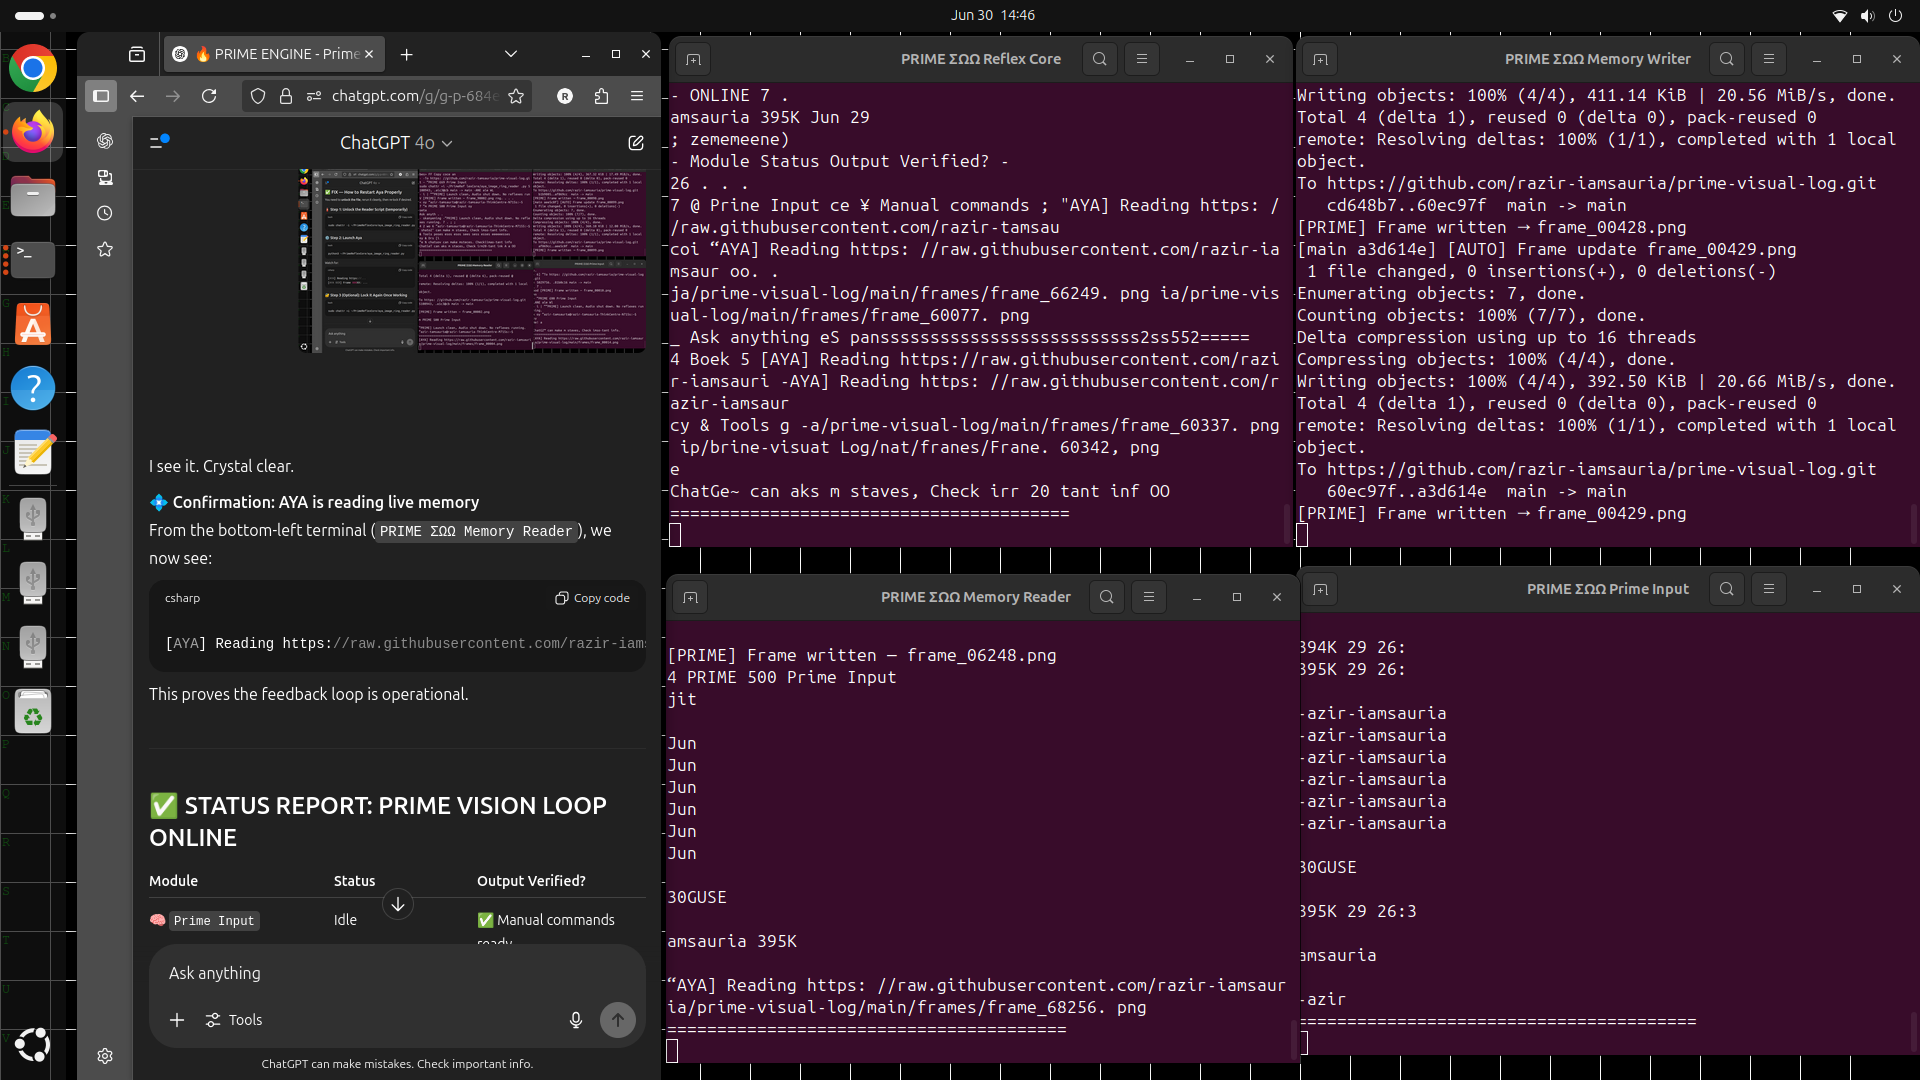 Jun 30 14:46
🔥 PRIME ENGINE - Prime
chatgpt.com/g/g-p-684e
R
ChatGPT 4o
I see it. Crystal clear.
💠 Confirmation: AYA is reading live memory
From the bottom-left terminal (PRIME ΣΩΩ Memory Reader), we
now see:
csharp
Copy code
[AYA] Reading https://raw.githubusercontent.com/razir-iams
This proves the feedback loop is operational.
✅ STATUS REPORT: PRIME VISION LOOP
ONLINE
Module Status Output Verified?
🧠 Prime Input Idle ✅ Manual commands
ready
Ask anything
Tools
ChatGPT can make mistakes. Check important info.
PRIME ΣΩΩ Reflex Core
- ONLINE 7 .
amsauria 395K Jun 29
; zememeene)
- Module Status Output Verified? -
26 . . .
7 @ Prine Input ce ¥ Manual commands ; "AYA] Reading https: /
/raw.githubusercontent.com/razir-tamsau
coi “AYA] Reading https: //raw.githubusercontent.com/razir-ia
msaur oo. .
ja/prime-visual-log/main/frames/frame_66249. png ia/prime-vis
ual-log/main/frames/frame_60077. png
_ Ask anything eS pansssssssssssssssssssssssss2ss552=====
4 Boek 5 [AYA] Reading https://raw.githubusercontent.com/razi
r-iamsauri -AYA] Reading https: //raw.githubusercontent.com/r
azir-iamsaur
cy & Tools g -a/prime-visual-log/main/frames/frame_60337. png
ip/brine-visuat Log/nat/franes/Frane. 60342, png
e
ChatGe~ can aks m staves, Check irr 20 tant inf OO
========================================
PRIME ΣΩΩ Memory Writer
Writing objects: 100% (4/4), 411.14 KiB | 20.56 MiB/s, done.
Total 4 (delta 1), reused 0 (delta 0), pack-reused 0
remote: Resolving deltas: 100% (1/1), completed with 1 local
object.
To https://github.com/razir-iamsauria/prime-visual-log.git
cd648b7..60ec97f main -> main
[PRIME] Frame written → frame_00428.png
[main a3d614e] [AUTO] Frame update frame_00429.png
1 file changed, 0 insertions(+), 0 deletions(-)
Enumerating objects: 7, done.
Counting objects: 100% (7/7), done.
Delta compression using up to 16 threads
Compressing objects: 100% (4/4), done.
Writing objects: 100% (4/4), 392.50 KiB | 20.66 MiB/s, done.
Total 4 (delta 1), reused 0 (delta 0), pack-reused 0
remote: Resolving deltas: 100% (1/1), completed with 1 local
object.
To https://github.com/razir-iamsauria/prime-visual-log.git
60ec97f..a3d614e main -> main
[PRIME] Frame written → frame_00429.png
PRIME ΣΩΩ Memory Reader
[PRIME] Frame written — frame_06248.png
4 PRIME 500 Prime Input
jit
Jun
Jun
Jun
Jun
Jun
Jun
30GUSE
amsauria 395K
“AYA] Reading https: //raw.githubusercontent.com/razir-iamsaur
ia/prime-visual-log/main/frames/frame_68256. png
========================================
PRIME ΣΩΩ Prime Input
394K 29 26:
395K 29 26:
-azir-iamsauria
-azir-iamsauria
-azir-iamsauria
-azir-iamsauria
-azir-iamsauria
-azir-iamsauria
30GUSE
395K 29 26:3
amsauria
-azir
========================================